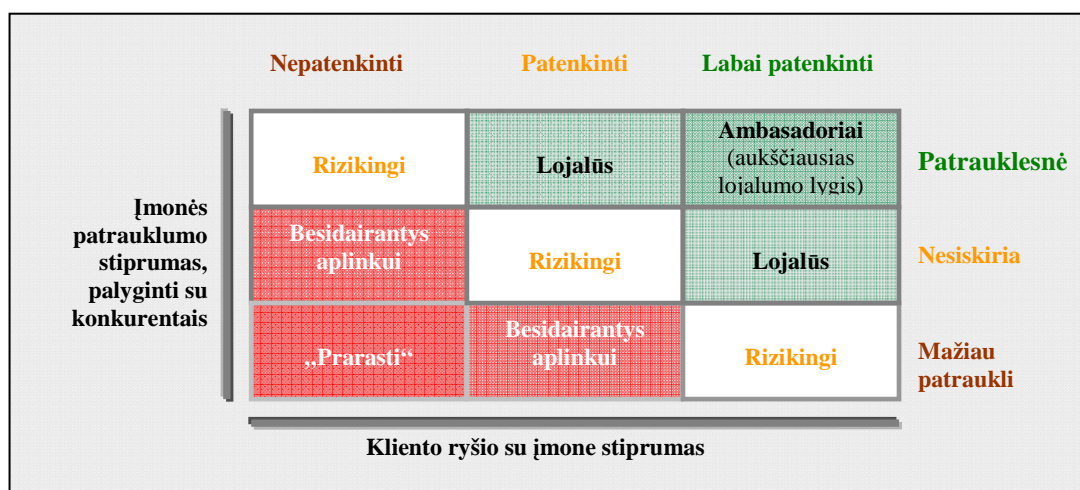 Nepatenkinti Patenkinti Labai patenkinti
Rizikingi
Lojalūs
Ambasadoriai
(aukščiausias
lojalumo lygis)
Patrauklesnė
Įmonės
patrauklumo
stiprumas,
palyginti su
konkurentais
Besidairantys
aplinkui
Rizikingi
Lojalūs
Nesiskiria
„Prarasti“
Besidairantys
aplinkui
Rizikingi
Mažiau
patraukli
Kliento ryšio su įmone stiprumas